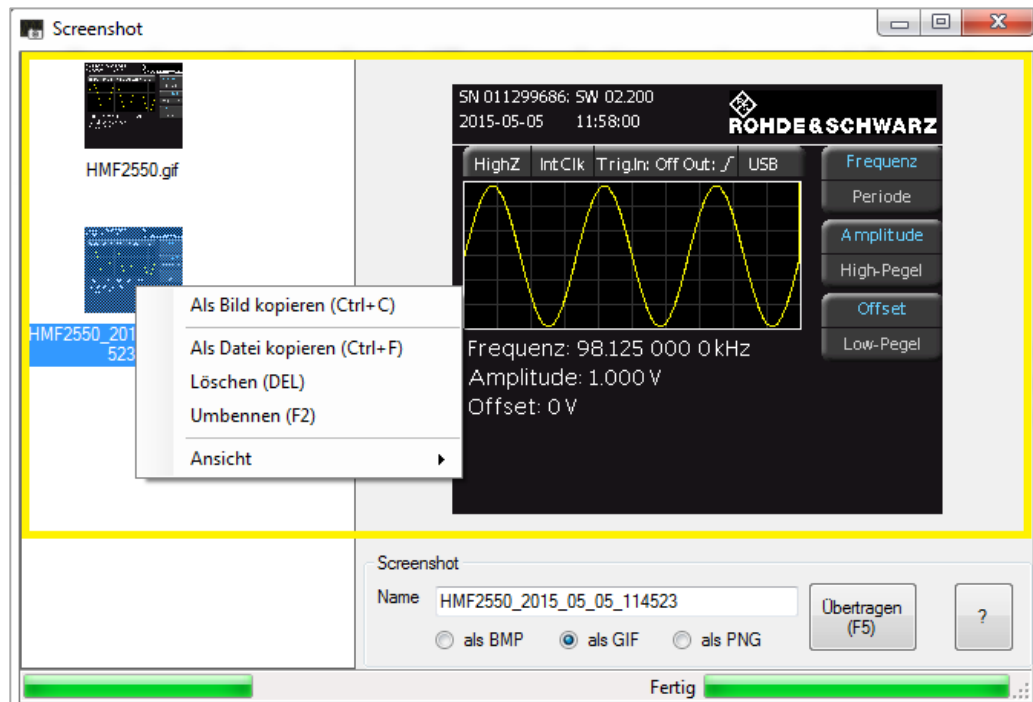 Screenshot
HMF2550.gif
HMF2550_201
523
Als Bild kopieren (Ctrl+C)
Als Datei kopieren (Ctrl+F)
Löschen (DEL)
Umbennen (F2)
Ansicht
SN 011299686; SW 02.200
2015-05-05 11:58:00
ROHDE&SCHWARZ
HighZ IntClk Trig.In: Off Out: USB
Frequenz
Periode
Amplitude
High-Pegel
Offset
Low-Pegel
Frequenz: 98.125 000 0 kHz
Amplitude: 1.000 V
Offset: 0 V
Screenshot
Name HMF2550_2015_05_05_114523
als BMP als GIF als PNG
Übertragen
(F5)
?
Fertig